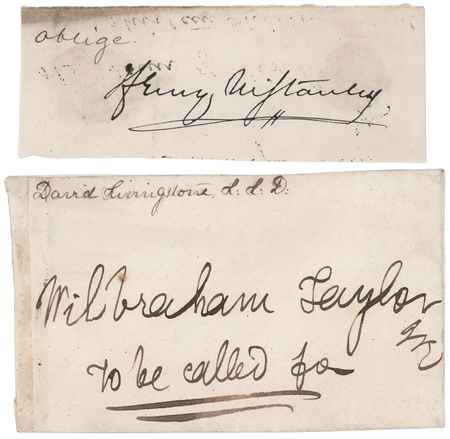 oblige.
Henry M Stanley
David Livingstone, L. L. D.
Wilbraham Taylor
to be called for